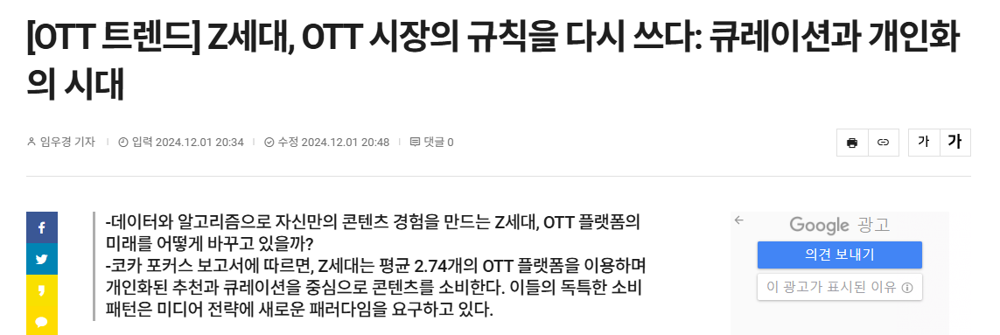 [OTT 트렌드] Z세대, OTT 시장의 규칙을 다시 쓰다: 큐레이션과 개인화
의 시대
임우경 기자 입력 2024.12.01 20:34 수정 2024.12.01 20:48 댓글 0
가 가
-데이터와 알고리즘으로 자신만의 콘텐츠 경험을 만드는 Z세대, OTT 플랫폼의
미래를 어떻게 바꾸고 있을까?
-코카 포커스 보고서에 따르면, Z세대는 평균 2.74개의 OTT 플랫폼을 이용하며
개인화된 추천과 큐레이션을 중심으로 콘텐츠를 소비한다. 이들의 독특한 소비
패턴은 미디어 전략에 새로운 패러다임을 요구하고 있다.
Google 광고
의견 보내기
이 광고가 표시된 이유